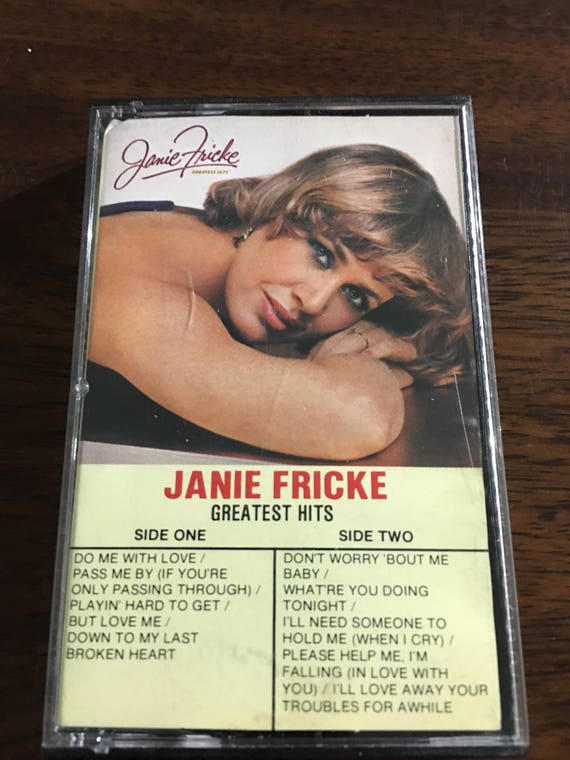 Janie Fricke
GREATEST HITS
JANIE FRICKE
GREATEST HITS
SIDE ONE
DO ME WITH LOVE /
PASS ME BY (IF YOU'RE
ONLY PASSING THROUGH) /
PLAYIN' HARD TO GET /
BUT LOVE ME /
DOWN TO MY LAST
BROKEN HEART
SIDE TWO
DON'T WORRY 'BOUT ME
BABY /
WHAT'RE YOU DOING
TONIGHT /
I'LL NEED SOMEONE TO
HOLD ME (WHEN I CRY) /
PLEASE HELP ME, I'M
FALLING (IN LOVE WITH
YOU) / I'LL LOVE AWAY YOUR
TROUBLES FOR AWHILE